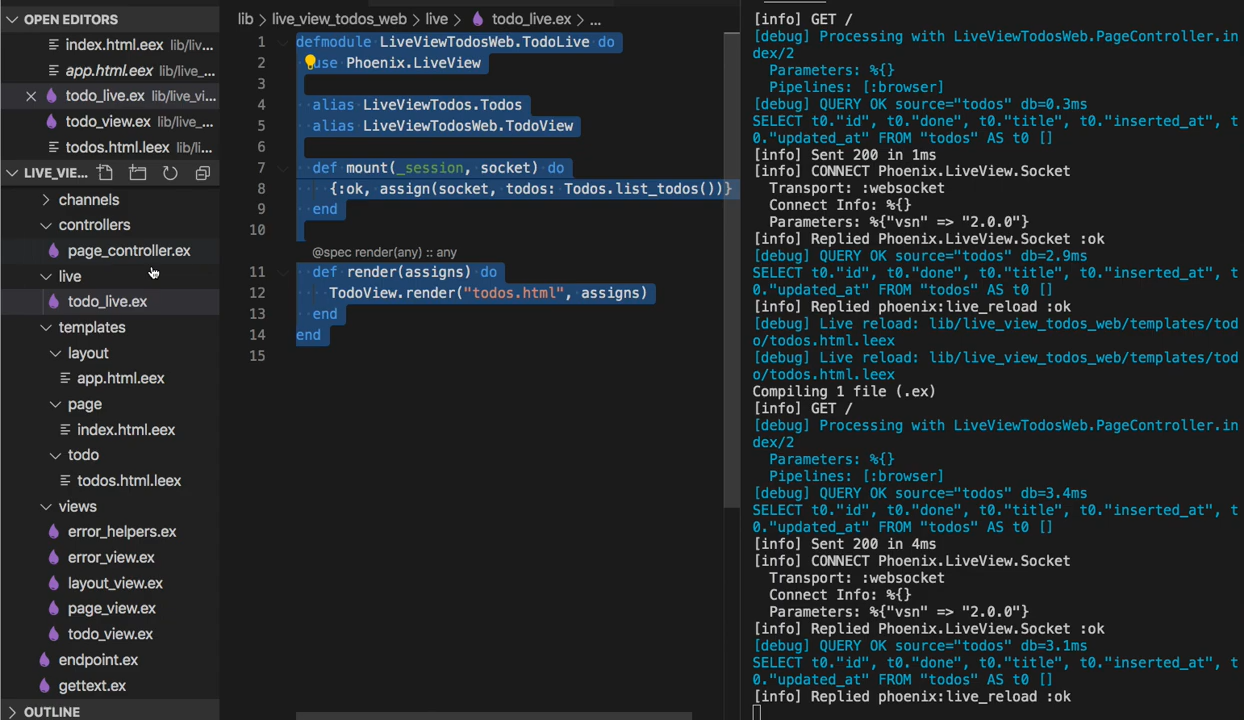 OPEN EDITORS
index.html.eex lib/liv...
app.html.eex lib/live_...
todo_live.ex lib/live_vi...
todo_view.ex lib/live_...
todos.html.leex lib/li...
LIVE_VIE...
channels
controllers
page_controller.ex
live
todo_live.ex
templates
layout
app.html.eex
page
index.html.eex
todo
todos.html.leex
views
error_helpers.ex
error_view.ex
layout_view.ex
page_view.ex
todo_view.ex
endpoint.ex
gettext.ex
OUTLINE
lib > live_view_todos_web > live > todo_live.ex > ...
1 defmodule LiveViewTodosWeb.TodoLive do
2 use Phoenix.LiveView
3
4 alias LiveViewTodos.Todos
5 alias LiveViewTodosWeb.TodoView
6
7 def mount(_session, socket) do
8 {:ok, assign(socket, todos: Todos.list_todos())}
9 end
10
@spec render(any) :: any
11 def render(assigns) do
12 TodoView.render("todos.html", assigns)
13 end
14 end
15
[info] GET /
[debug] Processing with LiveViewTodosWeb.PageController.in
dex/2
Parameters: %{}
Pipelines: [:browser]
[debug] QUERY OK source="todos" db=0.3ms
SELECT t0."id", t0."done", t0."title", t0."inserted_at", t
0."updated_at" FROM "todos" AS t0 []
[info] Sent 200 in 1ms
[info] CONNECT Phoenix.LiveView.Socket
Transport: :websocket
Connect Info: %{}
Parameters: %{"vsn" => "2.0.0"}
[info] Replied Phoenix.LiveView.Socket :ok
[debug] QUERY OK source="todos" db=2.9ms
SELECT t0."id", t0."done", t0."title", t0."inserted_at", t
0."updated_at" FROM "todos" AS t0 []
[info] Replied phoenix:live_reload :ok
[debug] Live reload: lib/live_view_todos_web/templates/tod
o/todos.html.leex
[debug] Live reload: lib/live_view_todos_web/templates/tod
o/todos.html.leex
Compiling 1 file (.ex)
[info] GET /
[debug] Processing with LiveViewTodosWeb.PageController.in
dex/2
Parameters: %{}
Pipelines: [:browser]
[debug] QUERY OK source="todos" db=3.4ms
SELECT t0."id", t0."done", t0."title", t0."inserted_at", t
0."updated_at" FROM "todos" AS t0 []
[info] Sent 200 in 4ms
[info] CONNECT Phoenix.LiveView.Socket
Transport: :websocket
Connect Info: %{}
Parameters: %{"vsn" => "2.0.0"}
[info] Replied Phoenix.LiveView.Socket :ok
[debug] QUERY OK source="todos" db=3.1ms
SELECT t0."id", t0."done", t0."title", t0."inserted_at", t
0."updated_at" FROM "todos" AS t0 []
[info] Replied phoenix:live_reload :ok